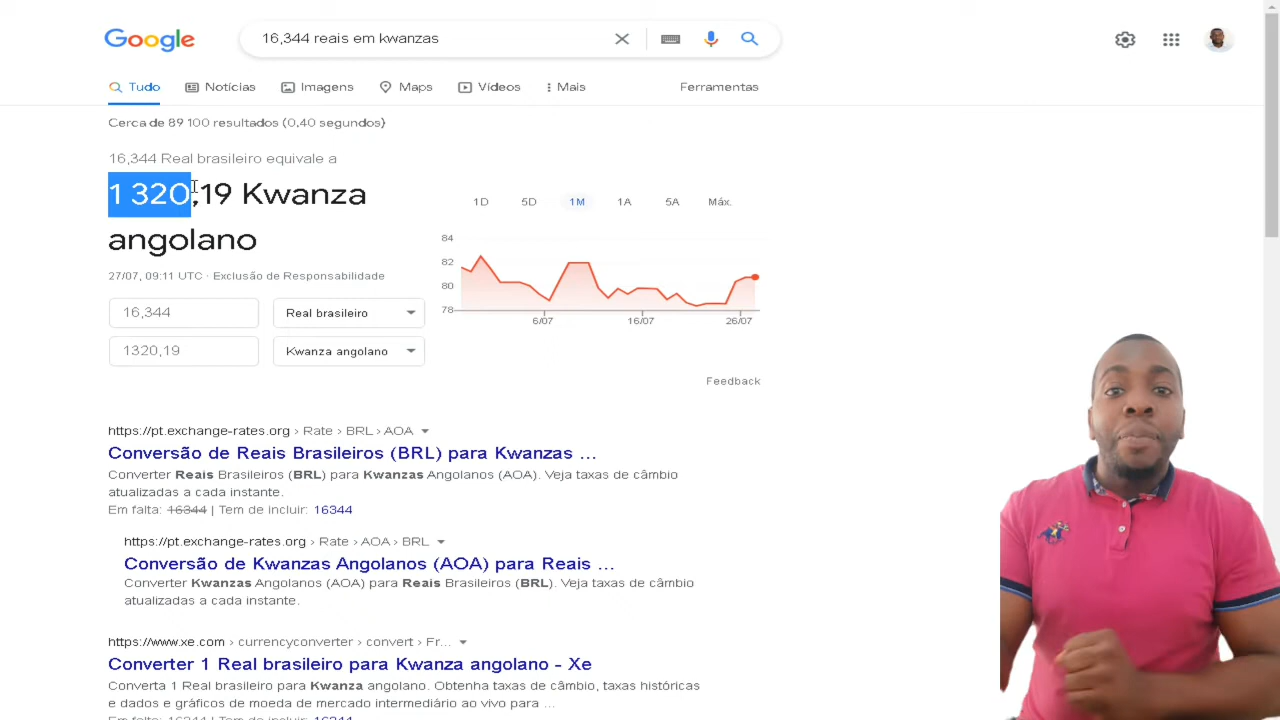 Google
16,344 reais em kwanzas
Tudo Notícias Imagens Maps Vídeos Mais Ferramentas
Cerca de 89 100 resultados (0,40 segundos)
16,344 Real brasileiro equivale a
1 320,19 Kwanza
angolano
27/07, 09:11 UTC · Exclusão de Responsabilidade
16,344 Real brasileiro
1320,19 Kwanza angolano
1D 5D 1M 1A 5A Máx.
84
82
80
78
6/07 16/07 26/07
Feedback
https://pt.exchange-rates.org › Rate › BRL › AOA
Conversão de Reais Brasileiros (BRL) para Kwanzas ...
Converter Reais Brasileiros (BRL) para Kwanzas Angolanos (AOA). Veja taxas de câmbio
atualizadas a cada instante.
Em falta: 16344 | Tem de incluir: 16344
https://pt.exchange-rates.org › Rate › AOA › BRL
Conversão de Kwanzas Angolanos (AOA) para Reais ...
Converter Kwanzas Angolanos (AOA) para Reais Brasileiros (BRL). Veja taxas de câmbio
atualizadas a cada instante.
https://www.xe.com › currencyconverter › convert › Fr...
Converter 1 Real brasileiro para Kwanza angolano - Xe
Converta 1 Real brasileiro para Kwanza angolano. Obtenha taxas de câmbio, taxas históricas
e dados e gráficos de moeda de mercado intermediário ao vivo para ...
Em falta: 16344 | Tem de incluir: 16344